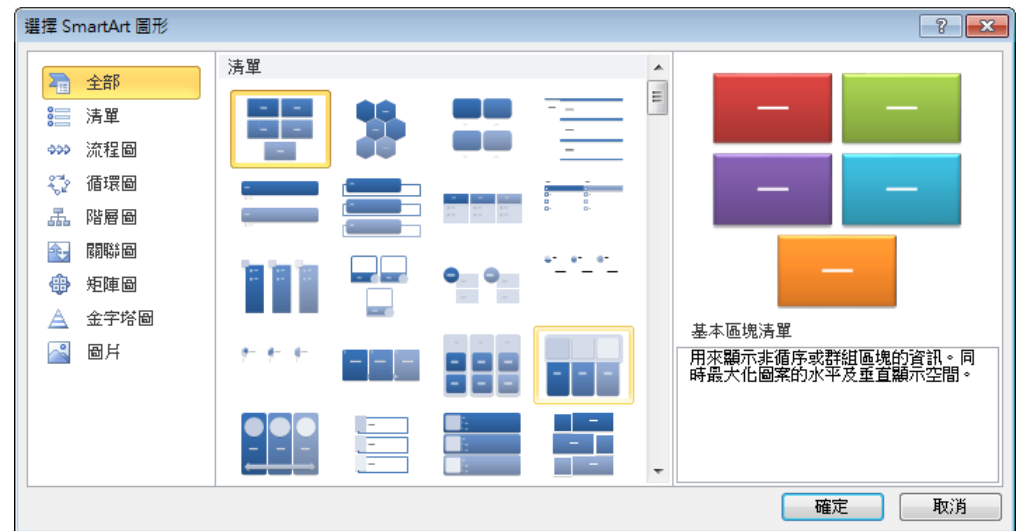 選擇 SmartArt 圖形
全部
清單
流程圖
循環圖
階層圖
關聯圖
矩陣圖
金字塔圖
圖片
清單
基本區塊清單
用來顯示非循序或群組區塊的資訊。同
時最大化圖案的水平及垂直顯示空間。
確定
取消